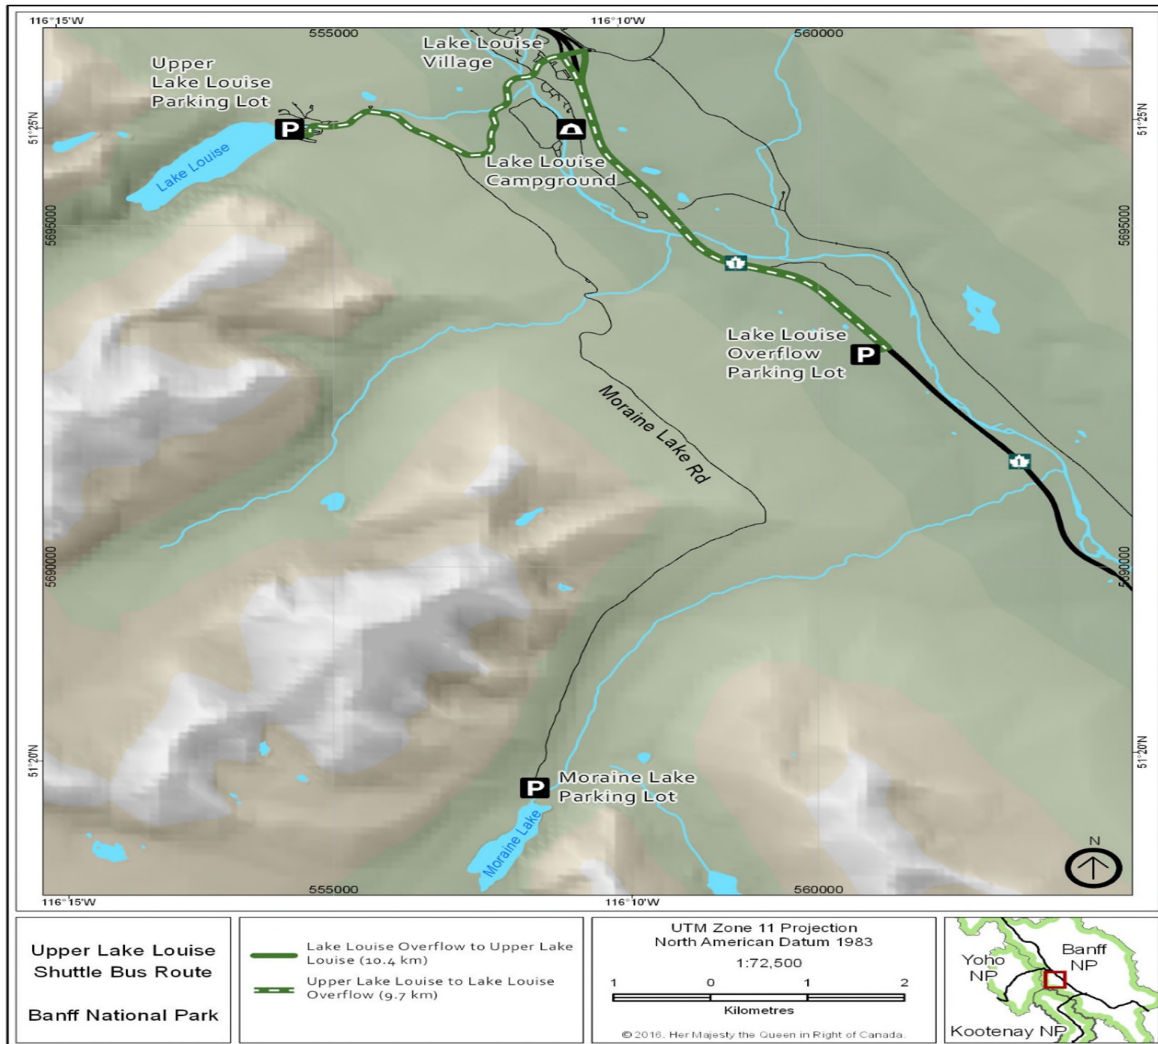 116°15'W
116°10'W
555000
560000
Lake Louise
Village
Upper
Lake Louise
Parking Lot
51°25'N
51°25'N
P
Lake Louise
Lake Louise
Campground
5695000
5695000
1
Lake Louise
Overflow
Parking Lot
P
Moraine Lake Rd
1
5690000
5690000
51°20'N
51°20'N
P
Moraine Lake
Parking Lot
Moraine Lake
N
555000
560000
116°15'W
116°10'W
Upper Lake Louise
Shuttle Bus Route
Banff National Park
Lake Louise Overflow to Upper Lake
Louise (10.4 km)
Upper Lake Louise to Lake Louise
Overflow (9.7 km)
UTM Zone 11 Projection
North American Datum 1983
1:72,500
1 0 1 2
Kilometres
© 2016. Her Majesty the Queen in Right of Canada.
Yoho
NP
Banff
NP
Kootenay NP
P